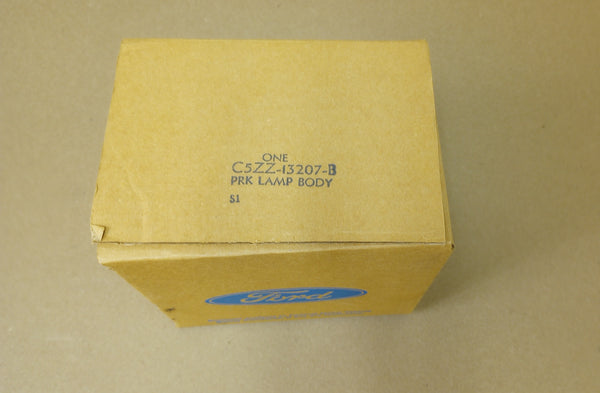 ONE
C5ZZ-13207-B
PRK LAMP BODY
S1
Ford